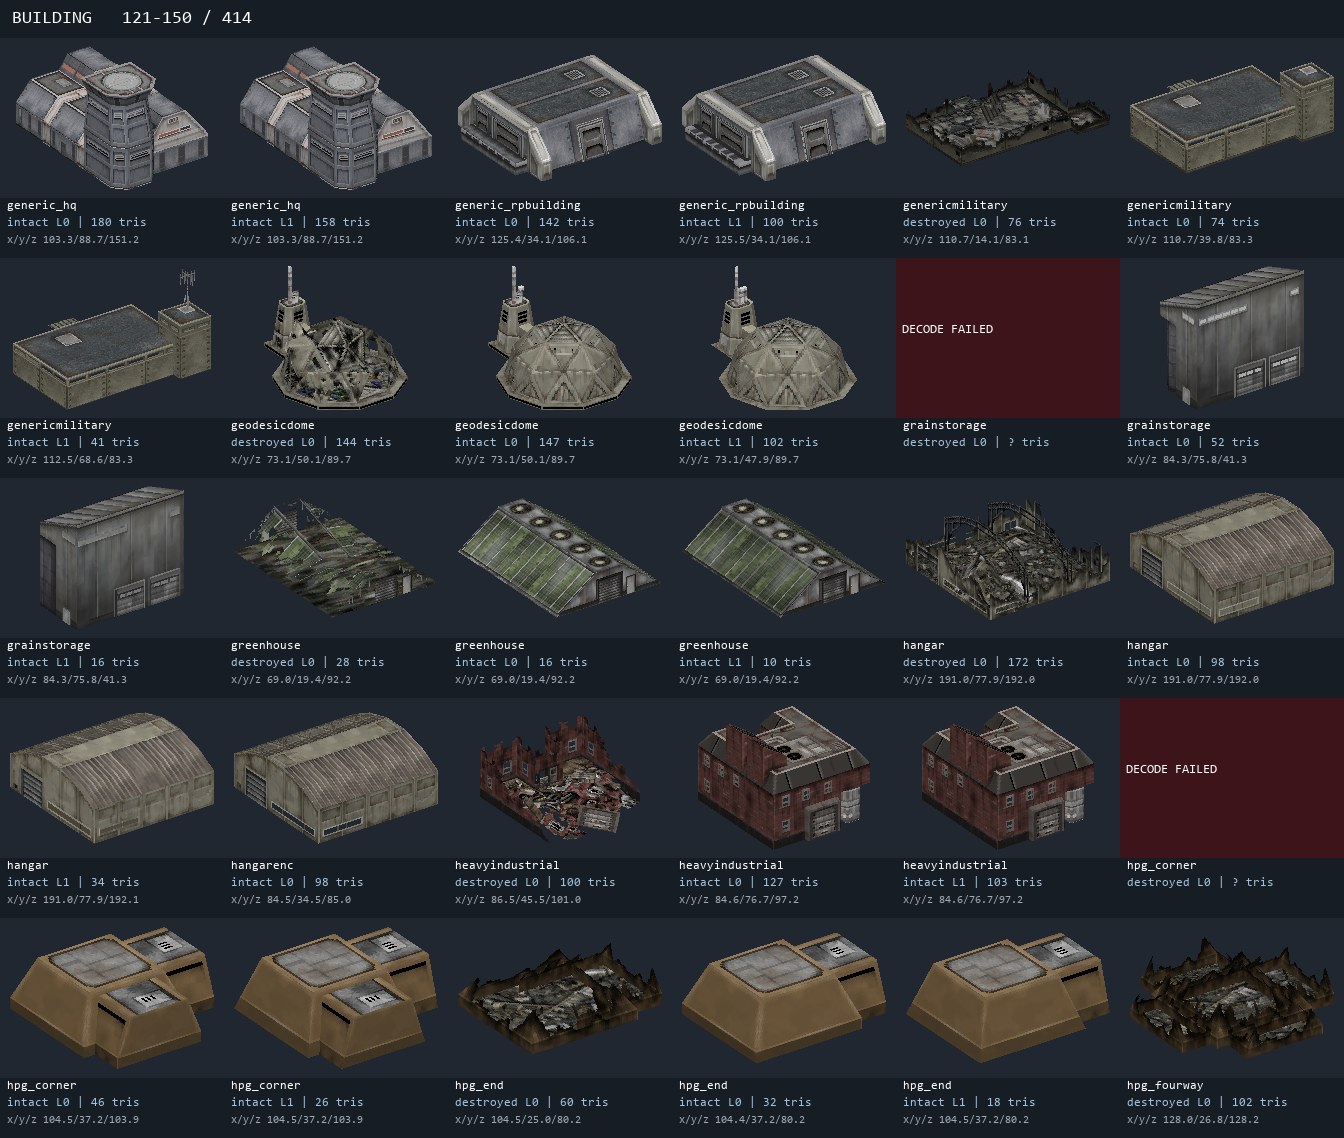 BUILDING 121-150 / 414
generic_hq
intact L0 | 180 tris
x/y/z 103.3/88.7/151.2
generic_hq
intact L1 | 158 tris
x/y/z 103.3/88.7/151.2
generic_rpbuilding
intact L0 | 142 tris
x/y/z 125.4/34.1/106.1
generic_rpbuilding
intact L1 | 100 tris
x/y/z 125.5/34.1/106.1
genericmilitary
destroyed L0 | 76 tris
x/y/z 110.7/14.1/83.1
genericmilitary
intact L0 | 74 tris
x/y/z 110.7/39.8/83.3
genericmilitary
intact L1 | 41 tris
x/y/z 112.5/68.6/83.3
geodesicdome
destroyed L0 | 144 tris
x/y/z 73.1/50.1/89.7
geodesicdome
intact L0 | 147 tris
x/y/z 73.1/50.1/89.7
geodesicdome
intact L1 | 102 tris
x/y/z 73.1/47.9/89.7
DECODE FAILED
grainstorage
destroyed L0 | ? tris
grainstorage
intact L0 | 52 tris
x/y/z 84.3/75.8/41.3
grainstorage
intact L1 | 16 tris
x/y/z 84.3/75.8/41.3
greenhouse
destroyed L0 | 28 tris
x/y/z 69.0/19.4/92.2
greenhouse
intact L0 | 16 tris
x/y/z 69.0/19.4/92.2
greenhouse
intact L1 | 10 tris
x/y/z 69.0/19.4/92.2
hangar
destroyed L0 | 172 tris
x/y/z 191.0/77.9/192.0
hangar
intact L0 | 98 tris
x/y/z 191.0/77.9/192.0
hangar
intact L1 | 34 tris
x/y/z 191.0/77.9/192.1
hangarenc
intact L0 | 98 tris
x/y/z 84.5/34.5/85.0
heavyindustrial
destroyed L0 | 100 tris
x/y/z 86.5/45.5/101.0
heavyindustrial
intact L0 | 127 tris
x/y/z 84.6/76.7/97.2
heavyindustrial
intact L1 | 103 tris
x/y/z 84.6/76.7/97.2
DECODE FAILED
hpg_corner
destroyed L0 | ? tris
hpg_corner
intact L0 | 46 tris
x/y/z 104.5/37.2/103.9
hpg_corner
intact L1 | 26 tris
x/y/z 104.5/37.2/103.9
hpg_end
destroyed L0 | 60 tris
x/y/z 104.5/25.0/80.2
hpg_end
intact L0 | 32 tris
x/y/z 104.4/37.2/80.2
hpg_end
intact L1 | 18 tris
x/y/z 104.5/37.2/80.2
hpg_fourway
destroyed L0 | 102 tris
x/y/z 128.0/26.8/128.2